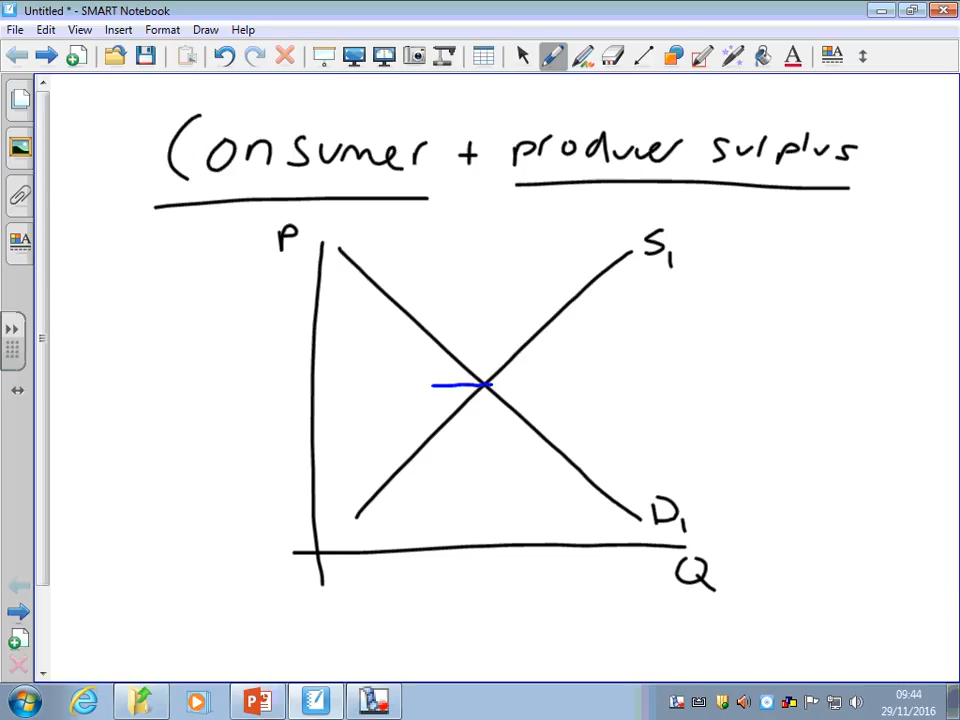 Untitled * - SMART Notebook
File Edit View Insert Format Draw Help
Consumer + producer surplus
P
S1
D1
Q
09:44
29/11/2016